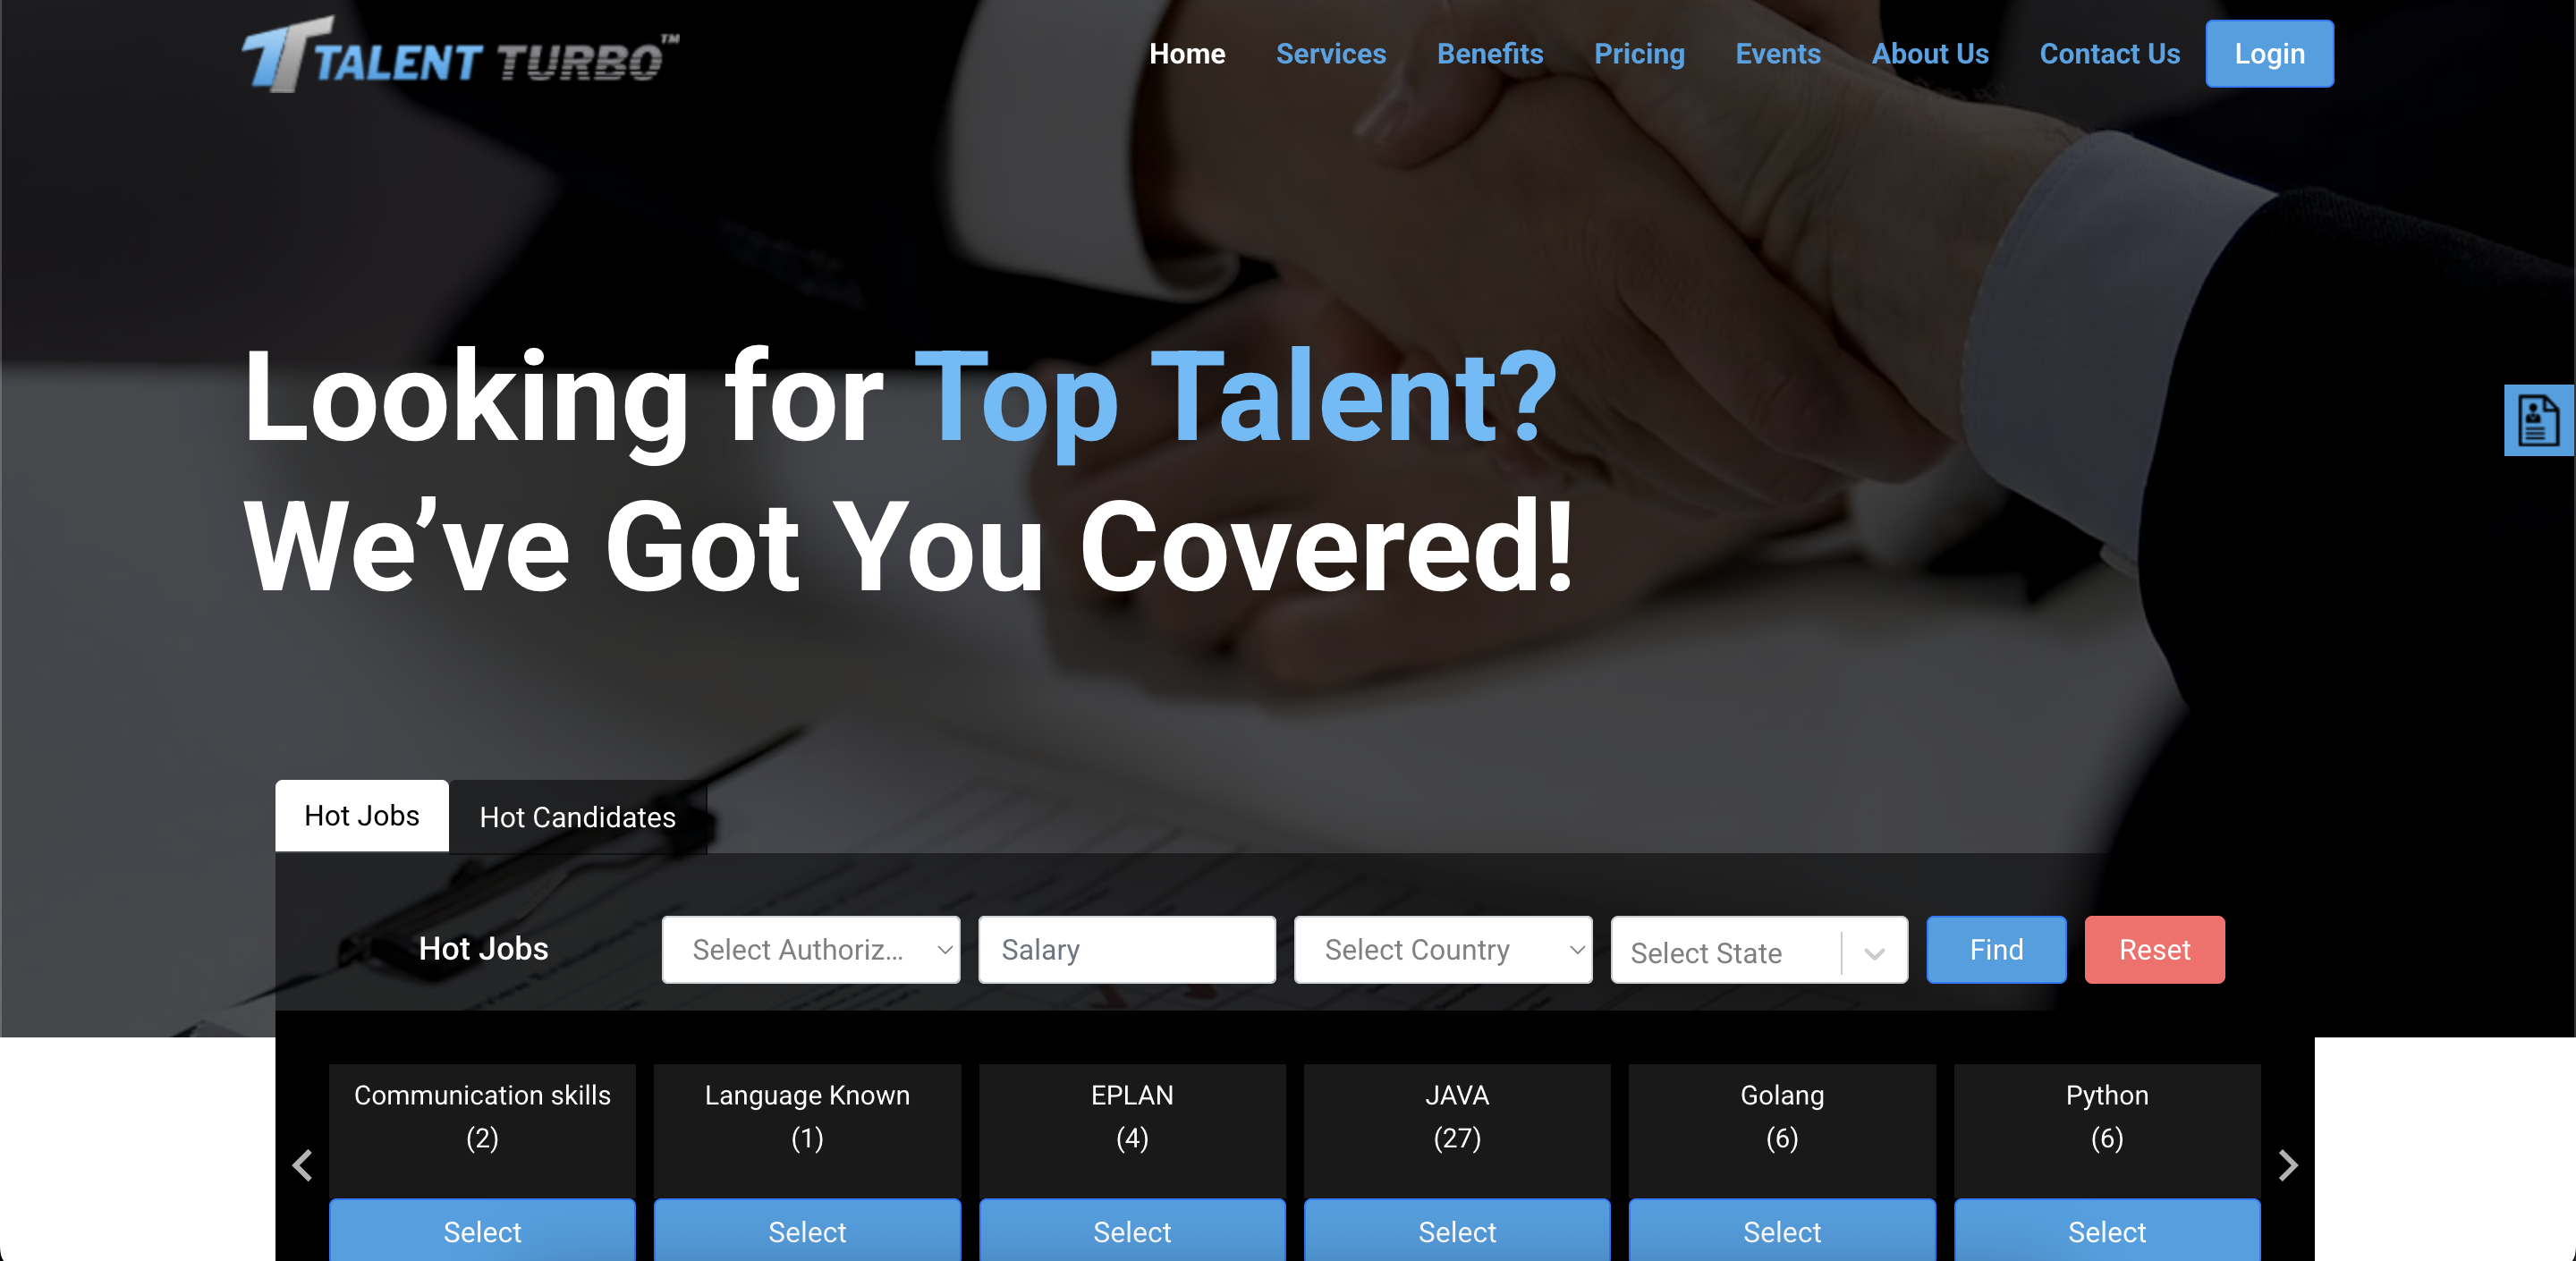 TALENT TURBO™
Home Services Benefits Pricing Events About Us Contact Us Login
Looking for Top Talent?
We’ve Got You Covered!
Hot Jobs Hot Candidates
Hot Jobs Select Authoriz... Salary Select Country Select State Find Reset
Communication skills Language Known EPLAN JAVA Golang Python
(2) (1) (4) (27) (6) (6)
Select Select Select Select Select Select